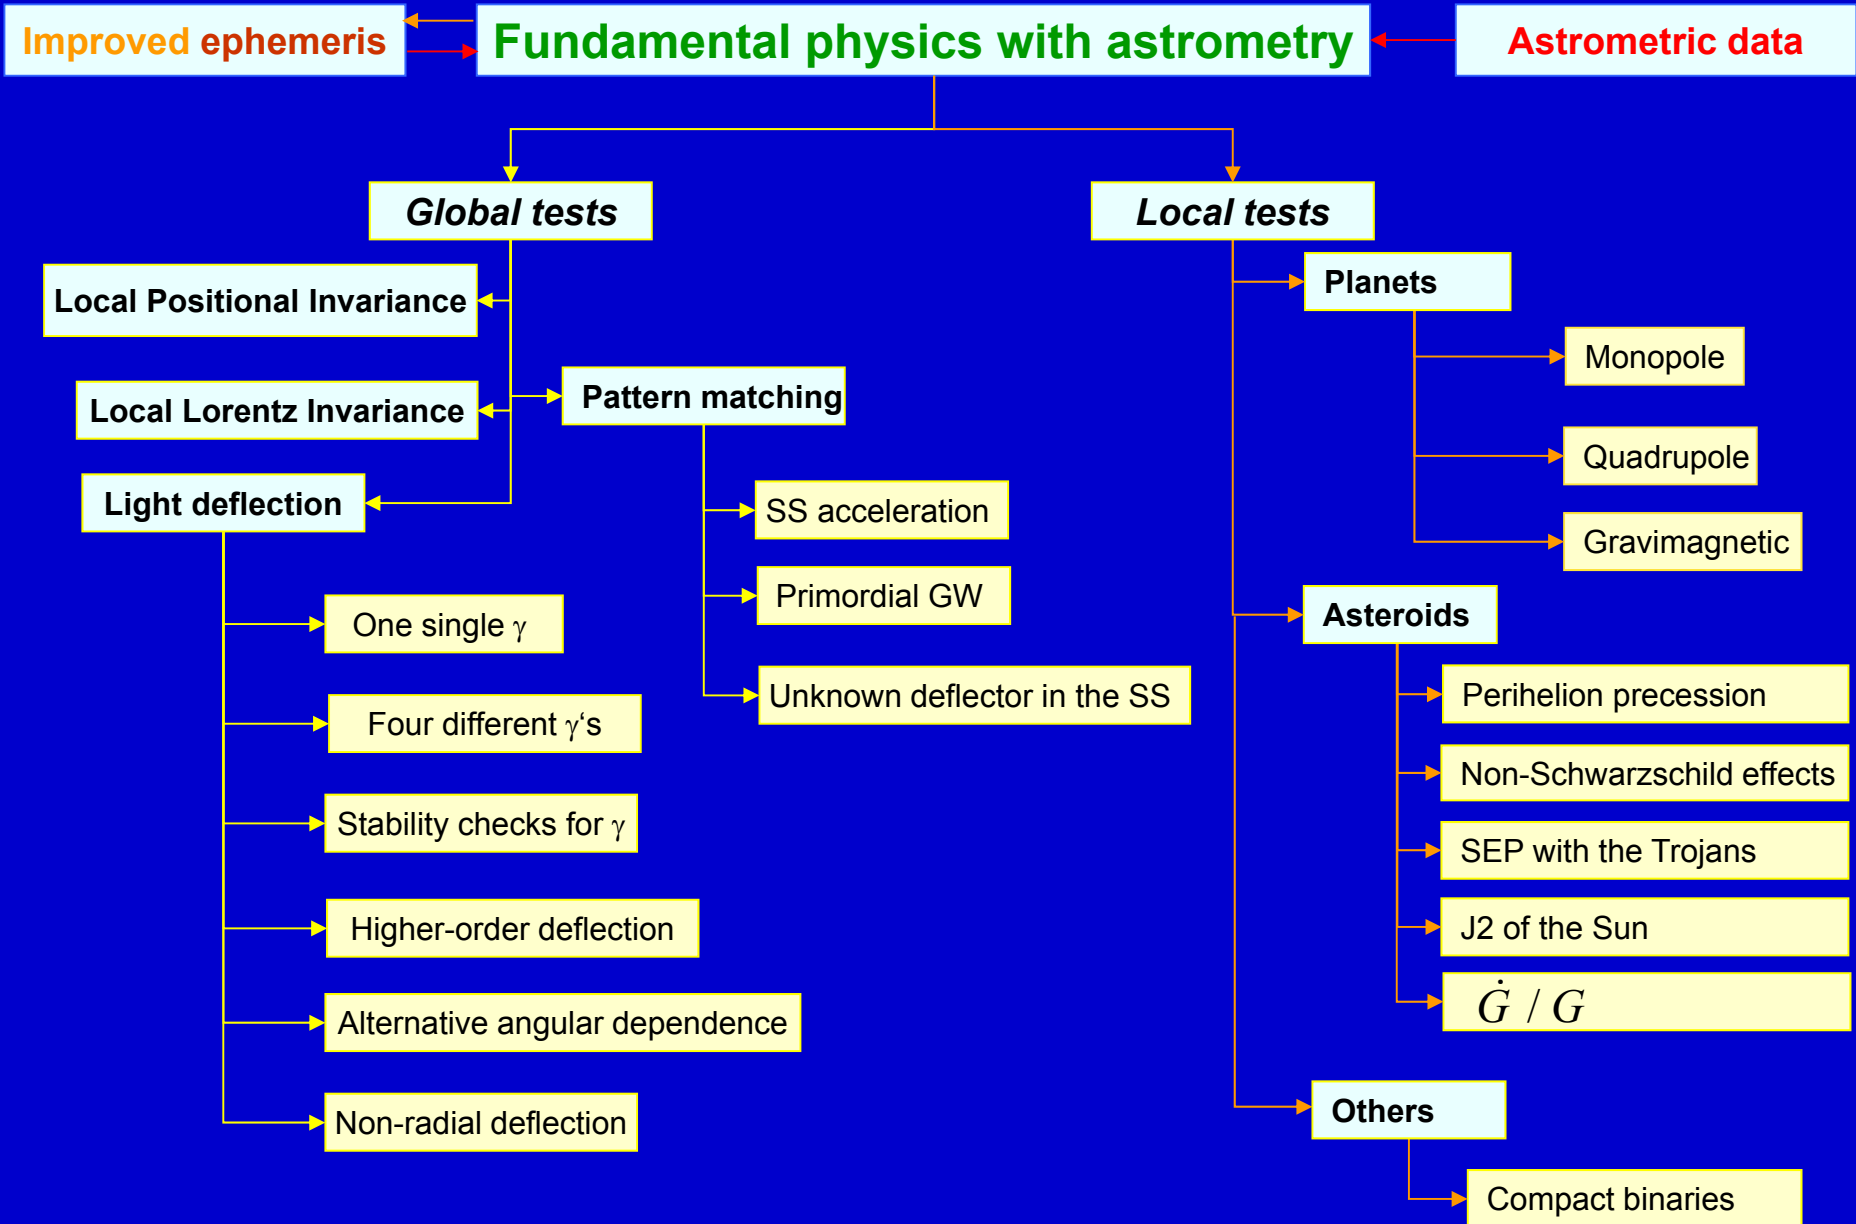 Improved ephemeris
Fundamental physics with astrometry
Astrometric data
Global tests
Local Positional Invariance
Local Lorentz Invariance
Pattern matching
SS acceleration
Primordial GW
Unknown deflector in the SS
Light deflection
One single γ
Four different γ‘s
Stability checks for γ
Higher-order deflection
Alternative angular dependence
Non-radial deflection
Local tests
Planets
Monopole
Quadrupole
Gravimagnetic
Asteroids
Perihelion precession
Non-Schwarzschild effects
SEP with the Trojans
J2 of the Sun
Ġ / G
Others
Compact binaries